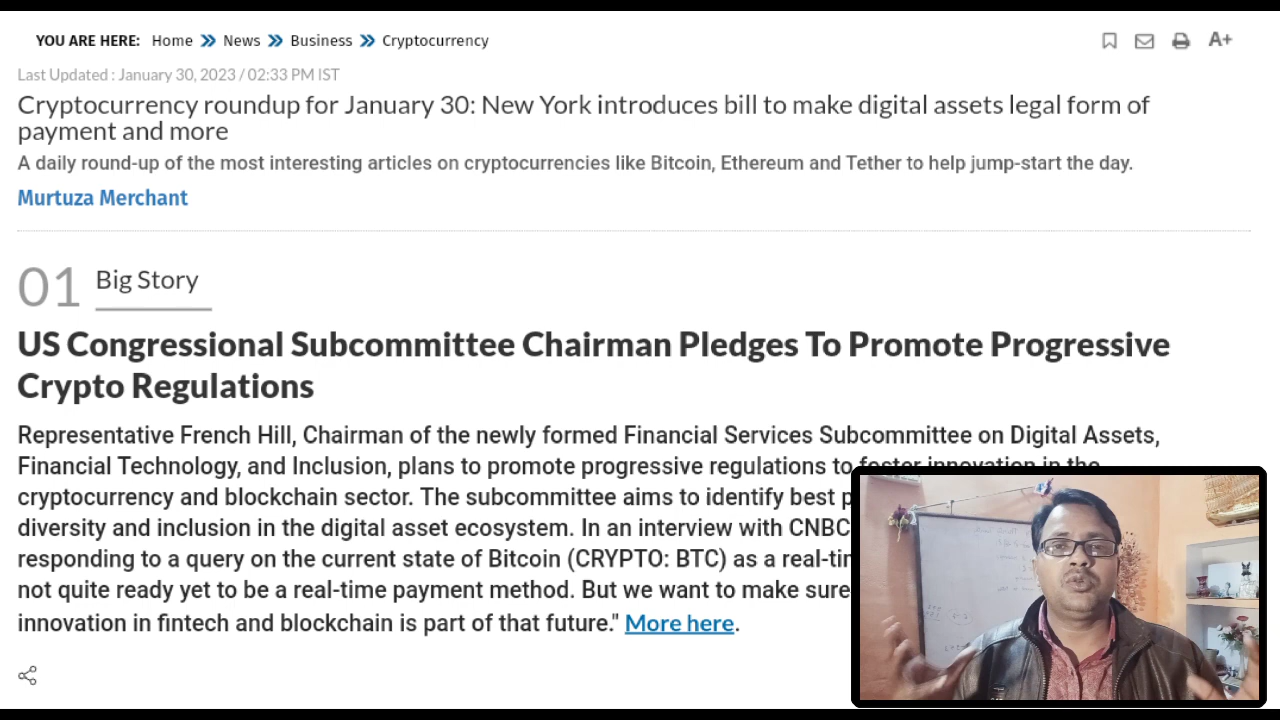 YOU ARE HERE: Home News Business Cryptocurrency
A+
Last Updated : January 30, 2023 / 02:33 PM IST
Cryptocurrency roundup for January 30: New York introduces bill to make digital assets legal form of
payment and more
A daily round-up of the most interesting articles on cryptocurrencies like Bitcoin, Ethereum and Tether to help jump-start the day.
Murtuza Merchant
01 Big Story
US Congressional Subcommittee Chairman Pledges To Promote Progressive
Crypto Regulations
Representative French Hill, Chairman of the newly formed Financial Services Subcommittee on Digital Assets,
Financial Technology, and Inclusion, plans to promote progressive regulations to foster innovation in the
cryptocurrency and blockchain sector. The subcommittee aims to identify best
diversity and inclusion in the digital asset ecosystem. In an interview with CNBC
responding to a query on the current state of Bitcoin (CRYPTO: BTC) as a
not quite ready yet to be a real-time payment method. But we want to make sure
innovation in fintech and blockchain is part of that future." More here.